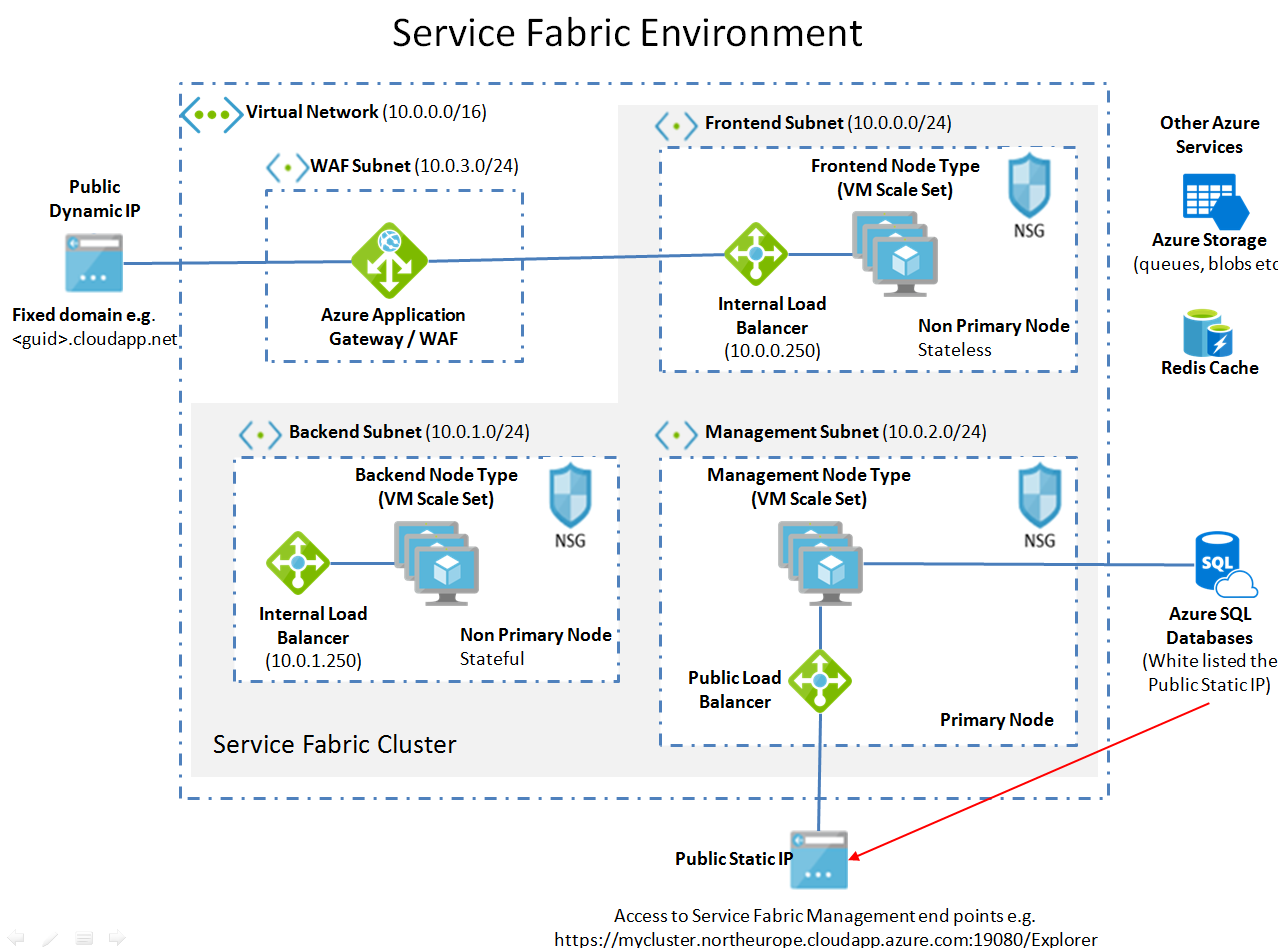 Service Fabric Environment
Virtual Network (10.0.0.0/16)
Frontend Subnet (10.0.0.0/24)
WAF Subnet (10.0.3.0/24)
Frontend Node Type
(VM Scale Set)
NSG
Internal Load
Balancer
(10.0.0.250)
Non Primary Node
Stateless
Public
Dynamic IP
Fixed domain e.g.
<guid>.cloudapp.net
Azure Application
Gateway / WAF
Other Azure
Services
Azure Storage
(queues, blobs etc
Redis Cache
Backend Subnet (10.0.1.0/24)
Backend Node Type
(VM Scale Set)
NSG
Internal Load
Balancer
(10.0.1.250)
Non Primary Node
Stateful
Management Subnet (10.0.2.0/24)
Management Node Type
(VM Scale Set)
NSG
Public Load
Balancer
Primary Node
SQL
Azure SQL
Databases
(White listed the
Public Static IP)
Service Fabric Cluster
Public Static IP
Access to Service Fabric Management end points e.g.
https://mycluster.northeurope.cloudapp.azure.com:19080/Explorer